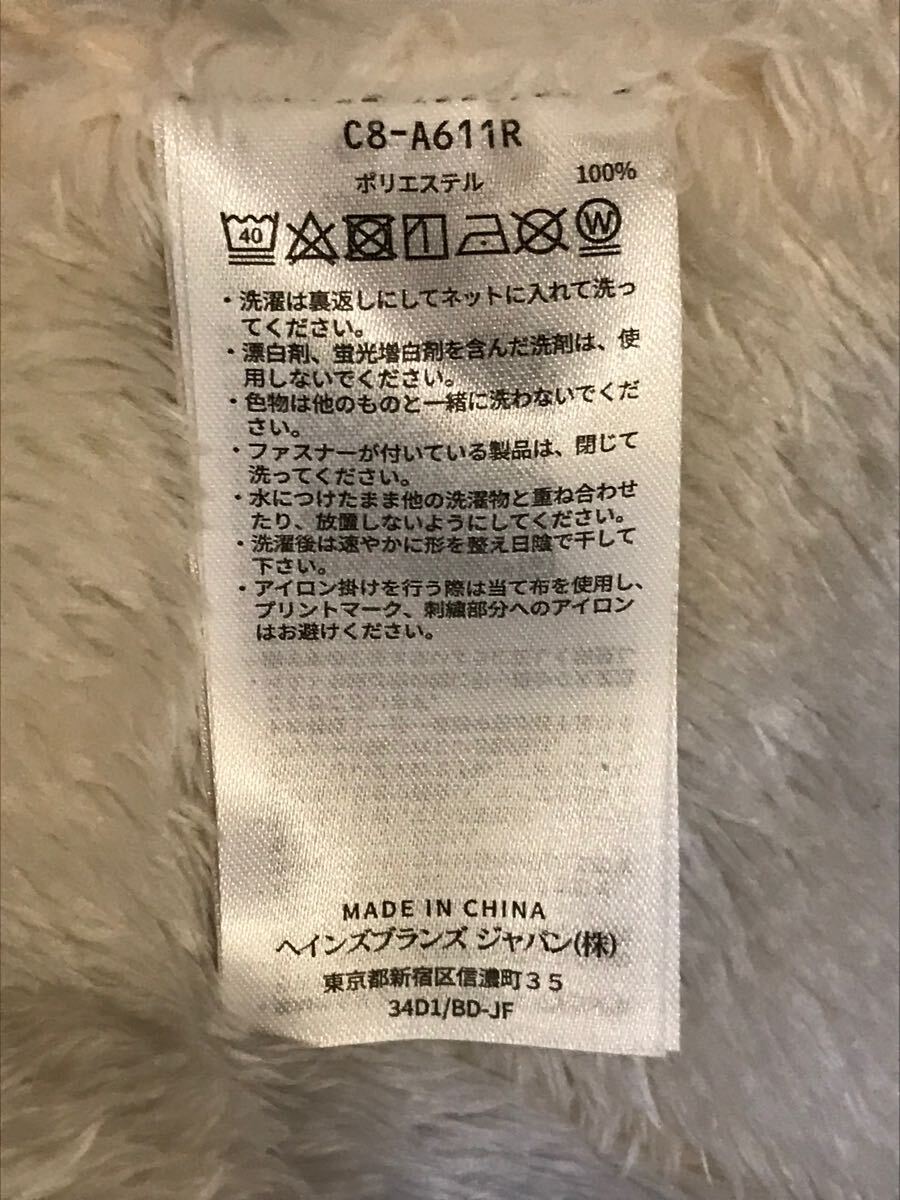 C8-A611R
ポリエステル 100%
40 W
・洗濯は裏返しにしてネットに入れて洗っ
てください。
・漂白剤、蛍光増白剤を含んだ洗剤は、使
用しないでください。
・色物は他のものと一緒に洗わないでくだ
さい。
・ファスナーが付いている製品は、閉じて
洗ってください。
・水につけたまま他の洗濯物と重ね合わせ
たり、放置しないようにしてください。
・洗濯後は速やかに形を整え日陰で干して
下さい。
・アイロン掛けを行う際は当て布を使用し、
プリントマーク、刺繍部分へのアイロン
はお避けください。
MADE IN CHINA
ヘインズブランズ ジャパン(株)
東京都新宿区信濃町35
34D1/BD-JF